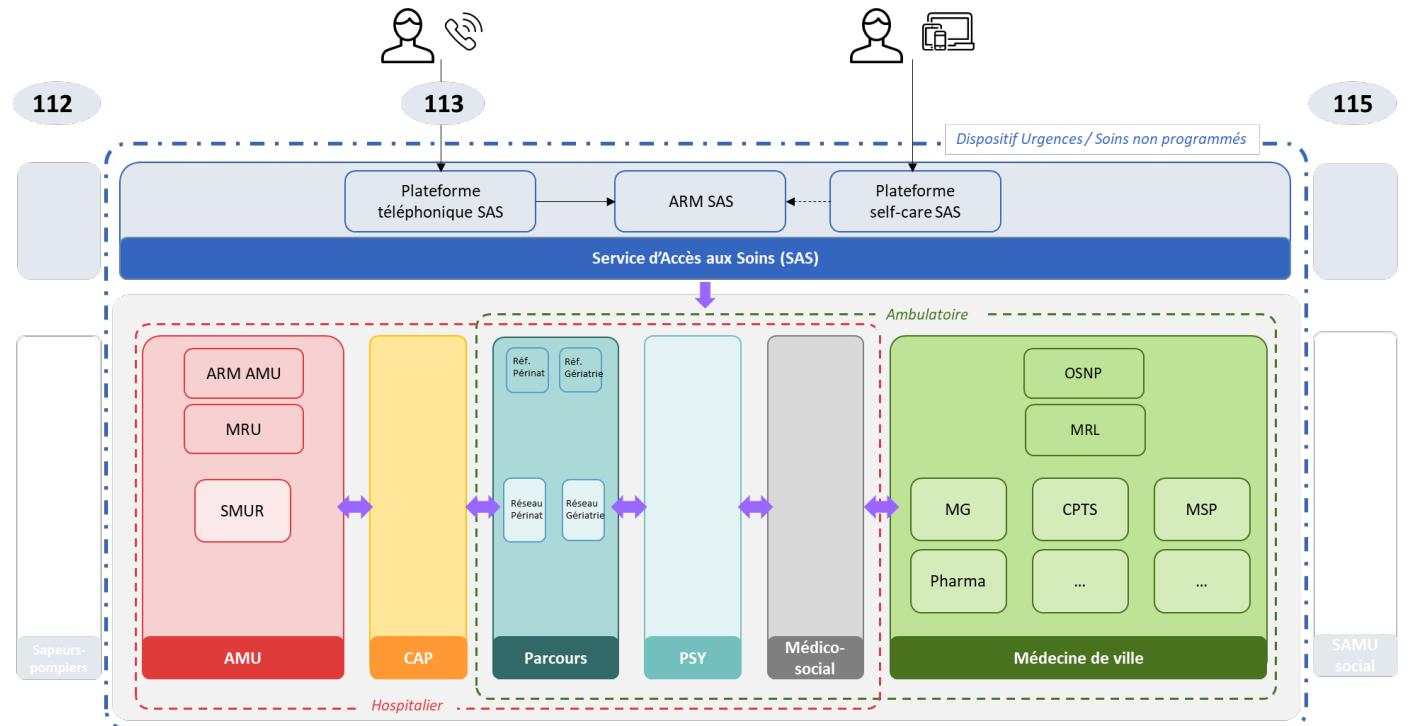 112
113
115
Dispositif Urgences / Soins non programmés
Plateforme
téléphonique SAS
ARM SAS
Plateforme
self-care SAS
Service d’Accès aux Soins (SAS)
Ambulatoire
ARM AMU
MRU
SMUR
Réf.
Périnat
Réf.
Gériatrie
Réseau
Périnat
Réseau
Gériatrie
OSNP
MRL
MG
CPTS
MSP
Pharma
...
...
Sapeurs-
pompiers
AMU
CAP
Parcours
PSY
Médico-
social
Médecine de ville
SAMU
social
Hospitalier